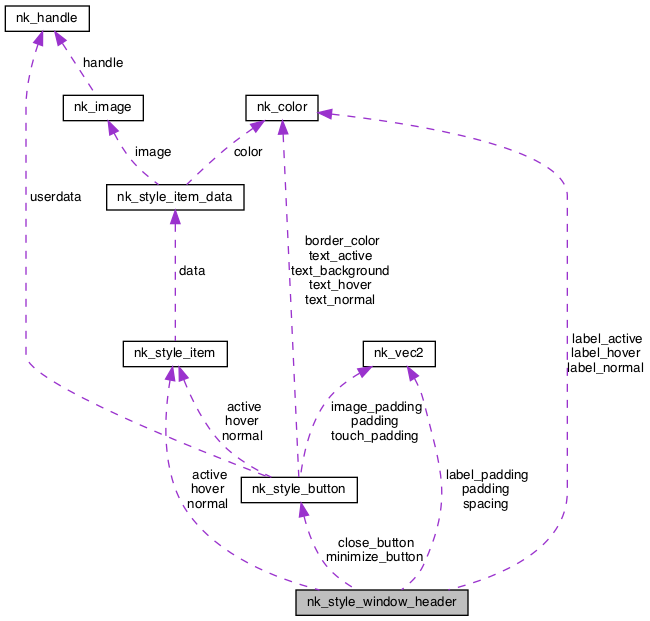 nk_handle
handle
nk_image
nk_color
image
color
userdata
nk_style_item_data
border_color
text_active
text_background
text_hover
text_normal
data
label_active
label_hover
label_normal
nk_style_item
nk_vec2
active
hover
normal
image_padding
padding
touch_padding
active
hover
normal
nk_style_button
label_padding
padding
spacing
close_button
minimize_button
nk_style_window_header